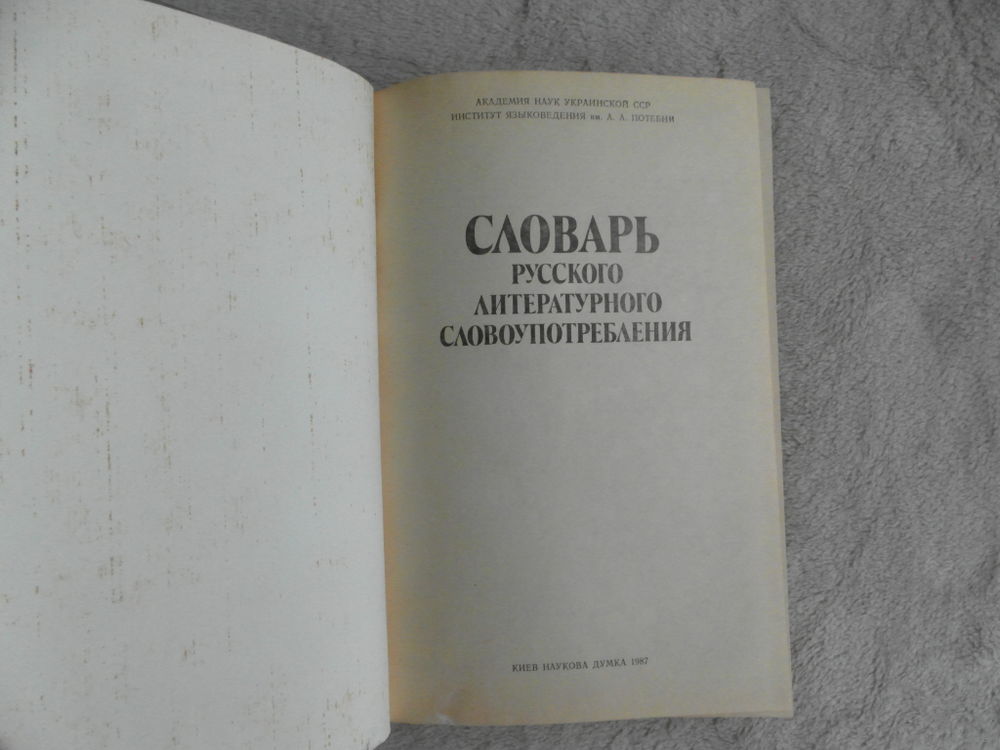 АКАДЕМИЯ НАУК УКРАИНСКОЙ ССР
ИНСТИТУТ ЯЗЫКОВЕДЕНИЯ им. А. А. ПОТЕБНИ
СЛОВАРЬ
РУССКОГО
ЛИТЕРАТУРНОГО
СЛОВОУПОТРЕБЛЕНИЯ
КИЕВ НАУКОВА ДУМКА 1987